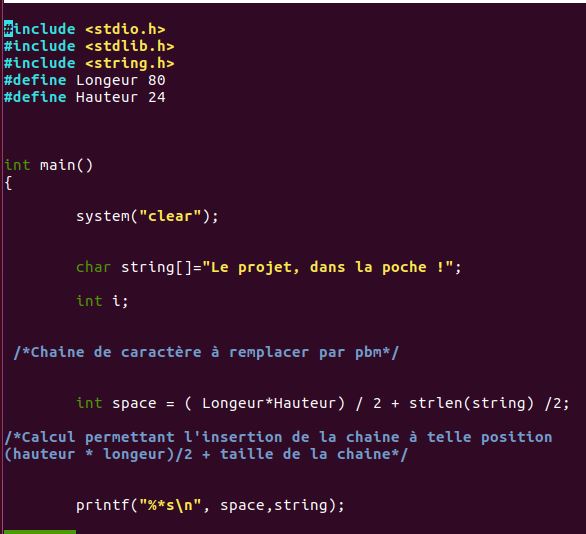 #include <stdio.h>
#include <stdlib.h>
#include <string.h>
#define Longeur 80
#define Hauteur 24
int main()
{
system("clear");
char string[]="Le projet, dans la poche !";
int i;
/*Chaine de caractère à remplacer par pbm*/
int space = ( Longeur*Hauteur) / 2 + strlen(string) /2;
/*Calcul permettant l'insertion de la chaine à telle position
(hauteur * longeur)/2 + taille de la chaine*/
printf("%*s\n", space,string);